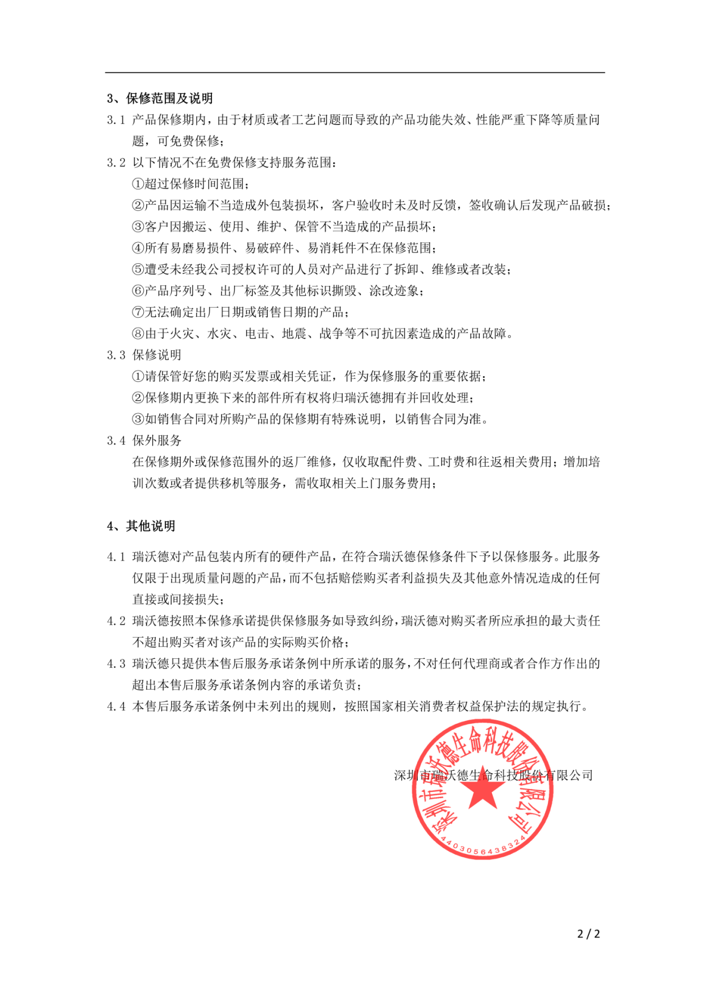 3、保修范围及说明
3.1 产品保修期内，由于材质或者工艺问题而导致的产品功能失效、性能严重下降等质量问
题，可免费保修；
3.2 以下情况不在免费保修支持服务范围：
①超过保修时间范围；
②产品因运输不当造成外包装损坏，客户验收时未及时反馈，签收确认后发现产品破损；
③客户因搬运、使用、维护、保管不当造成的产品损坏；
④所有易磨易损件、易破碎件、易消耗件不在保修范围；
⑤遭受未经我公司授权许可的人员对产品进行了拆卸、维修或者改装；
⑥产品序列号、出厂标签及其他标识撕毁、涂改迹象；
⑦无法确定出厂日期或销售日期的产品；
⑧由于火灾、水灾、电击、地震、战争等不可抗因素造成的产品故障。
3.3 保修说明
①请保管好您的购买发票或相关凭证，作为保修服务的重要依据；
②保修期内更换下来的部件所有权将归瑞沃德拥有并回收处理；
③如销售合同对所购产品的保修期有特殊说明，以销售合同为准。
3.4 保外服务
在保修期外或保修范围外的返厂维修，仅收取配件费、工时费和往返相关费用；增加培
训次数或者提供移机等服务，需收取相关上门服务费用；
4、其他说明
4.1 瑞沃德对产品包装内所有的硬件产品，在符合瑞沃德保修条件下予以保修服务。此服务
仅限于出现质量问题的产品，而不包括赔偿购买者利益损失及其他意外情况造成的任何
直接或间接损失；
4.2 瑞沃德按照本保修承诺提供保修服务如导致纠纷，瑞沃德对购买者所应承担的最大责任
不超出购买者对该产品的实际购买价格；
4.3 瑞沃德只提供本售后服务承诺条例中所承诺的服务，不对任何代理商或者合作方作出的
超出本售后服务承诺条例内容的承诺负责；
4.4 本售后服务承诺条例中未列出的规则，按照国家相关消费者权益保护法的规定执行。
深圳市瑞沃德生命科技股份有限公司
深圳市瑞沃德生命科技股份有限公司
4403056438324
2 / 2